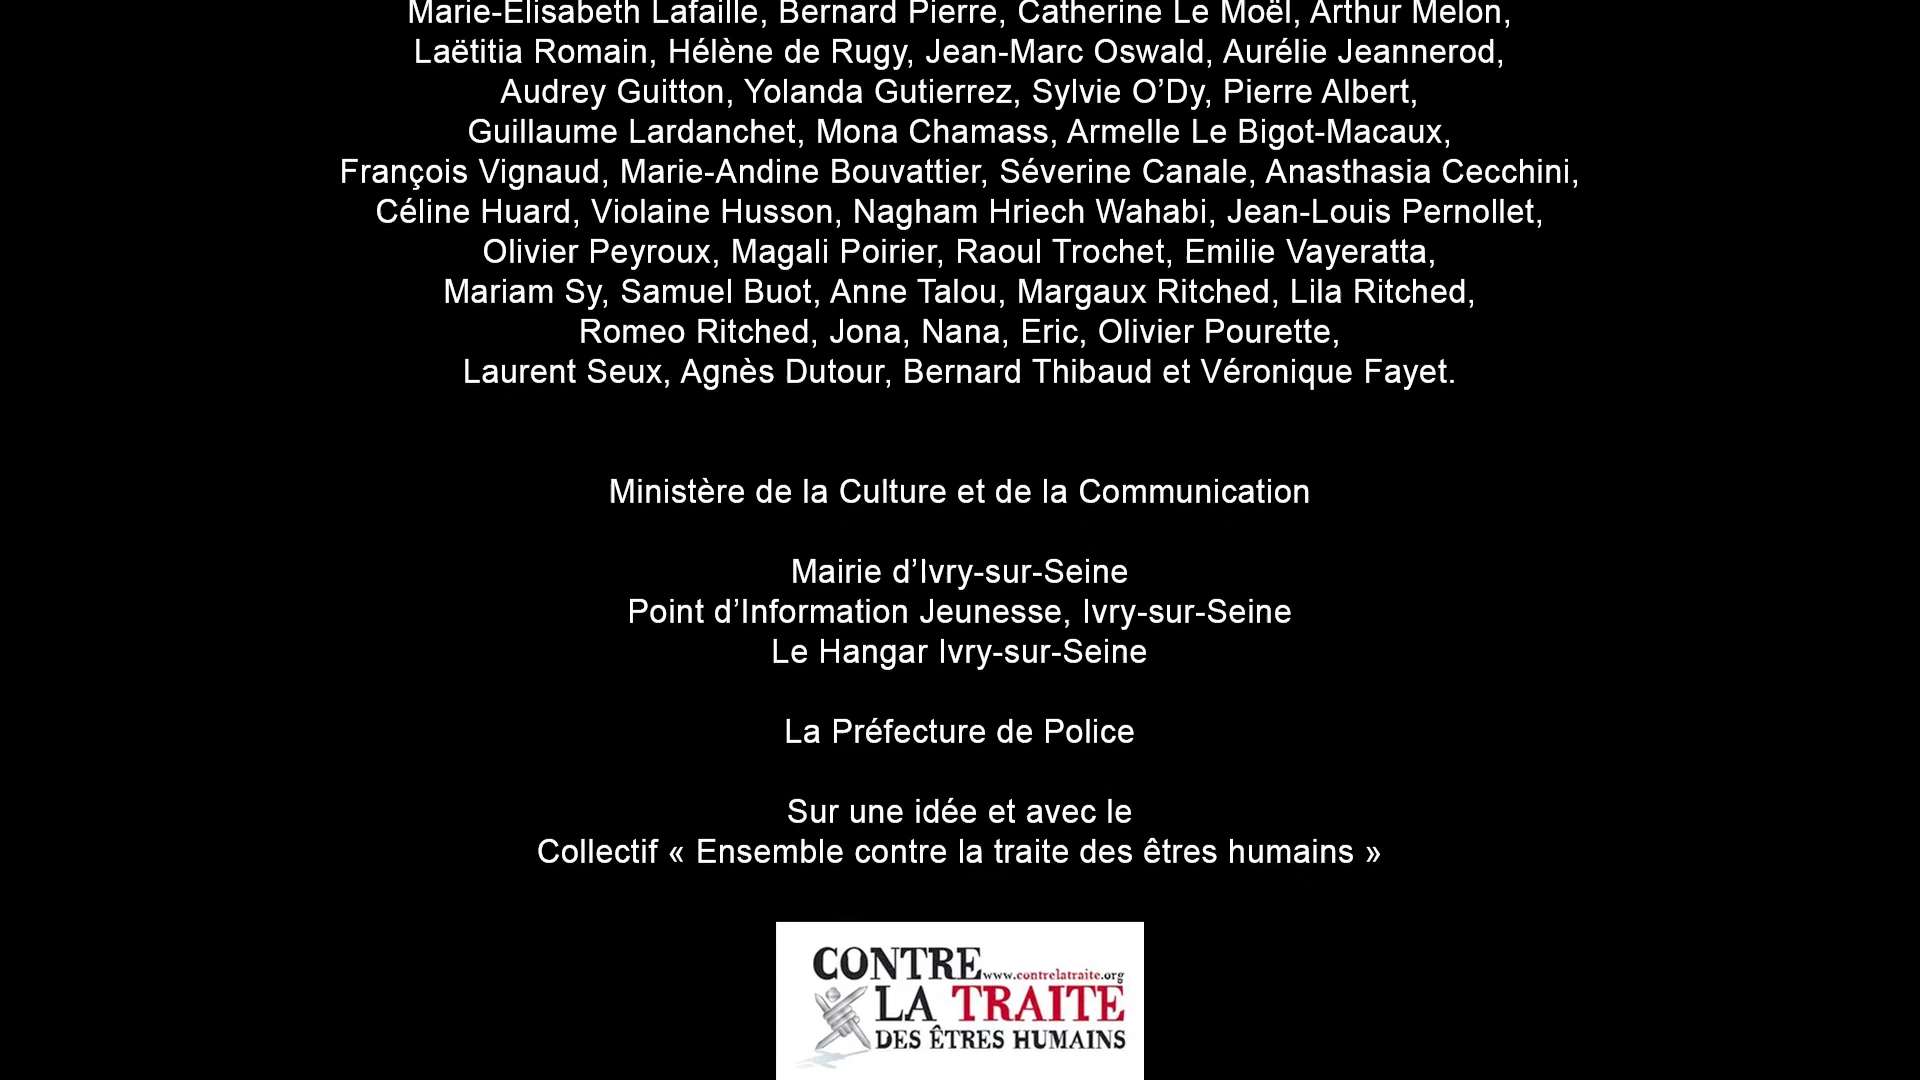 Marie-Elisabeth Lafaille, Bernard Pierre, Catherine Le Moël, Arthur Melon,
Laëtitia Romain, Hélène de Rugy, Jean-Marc Oswald, Aurélie Jeannerod,
Audrey Guitton, Yolanda Gutierrez, Sylvie O’Dy, Pierre Albert,
Guillaume Lardanchet, Mona Chamass, Armelle Le Bigot-Macaux,
François Vignaud, Marie-Andine Bouvattier, Séverine Canale, Anasthasia Cecchini,
Céline Huard, Violaine Husson, Nagham Hriech Wahabi, Jean-Louis Pernollet,
Olivier Peyroux, Magali Poirier, Raoul Trochet, Emilie Vayeratta,
Mariam Sy, Samuel Buot, Anne Talou, Margaux Ritched, Lila Ritched,
Romeo Ritched, Jona, Nana, Eric, Olivier Pourette,
Laurent Seux, Agnès Dutour, Bernard Thibaud et Véronique Fayet.
Ministère de la Culture et de la Communication
Mairie d’Ivry-sur-Seine
Point d’Information Jeunesse, Ivry-sur-Seine
Le Hangar Ivry-sur-Seine
La Préfecture de Police
Sur une idée et avec le
Collectif « Ensemble contre la traite des êtres humains »
CONTRE www.contrelatraite.org
LA TRAITE
DES ÊTRES HUMAINS